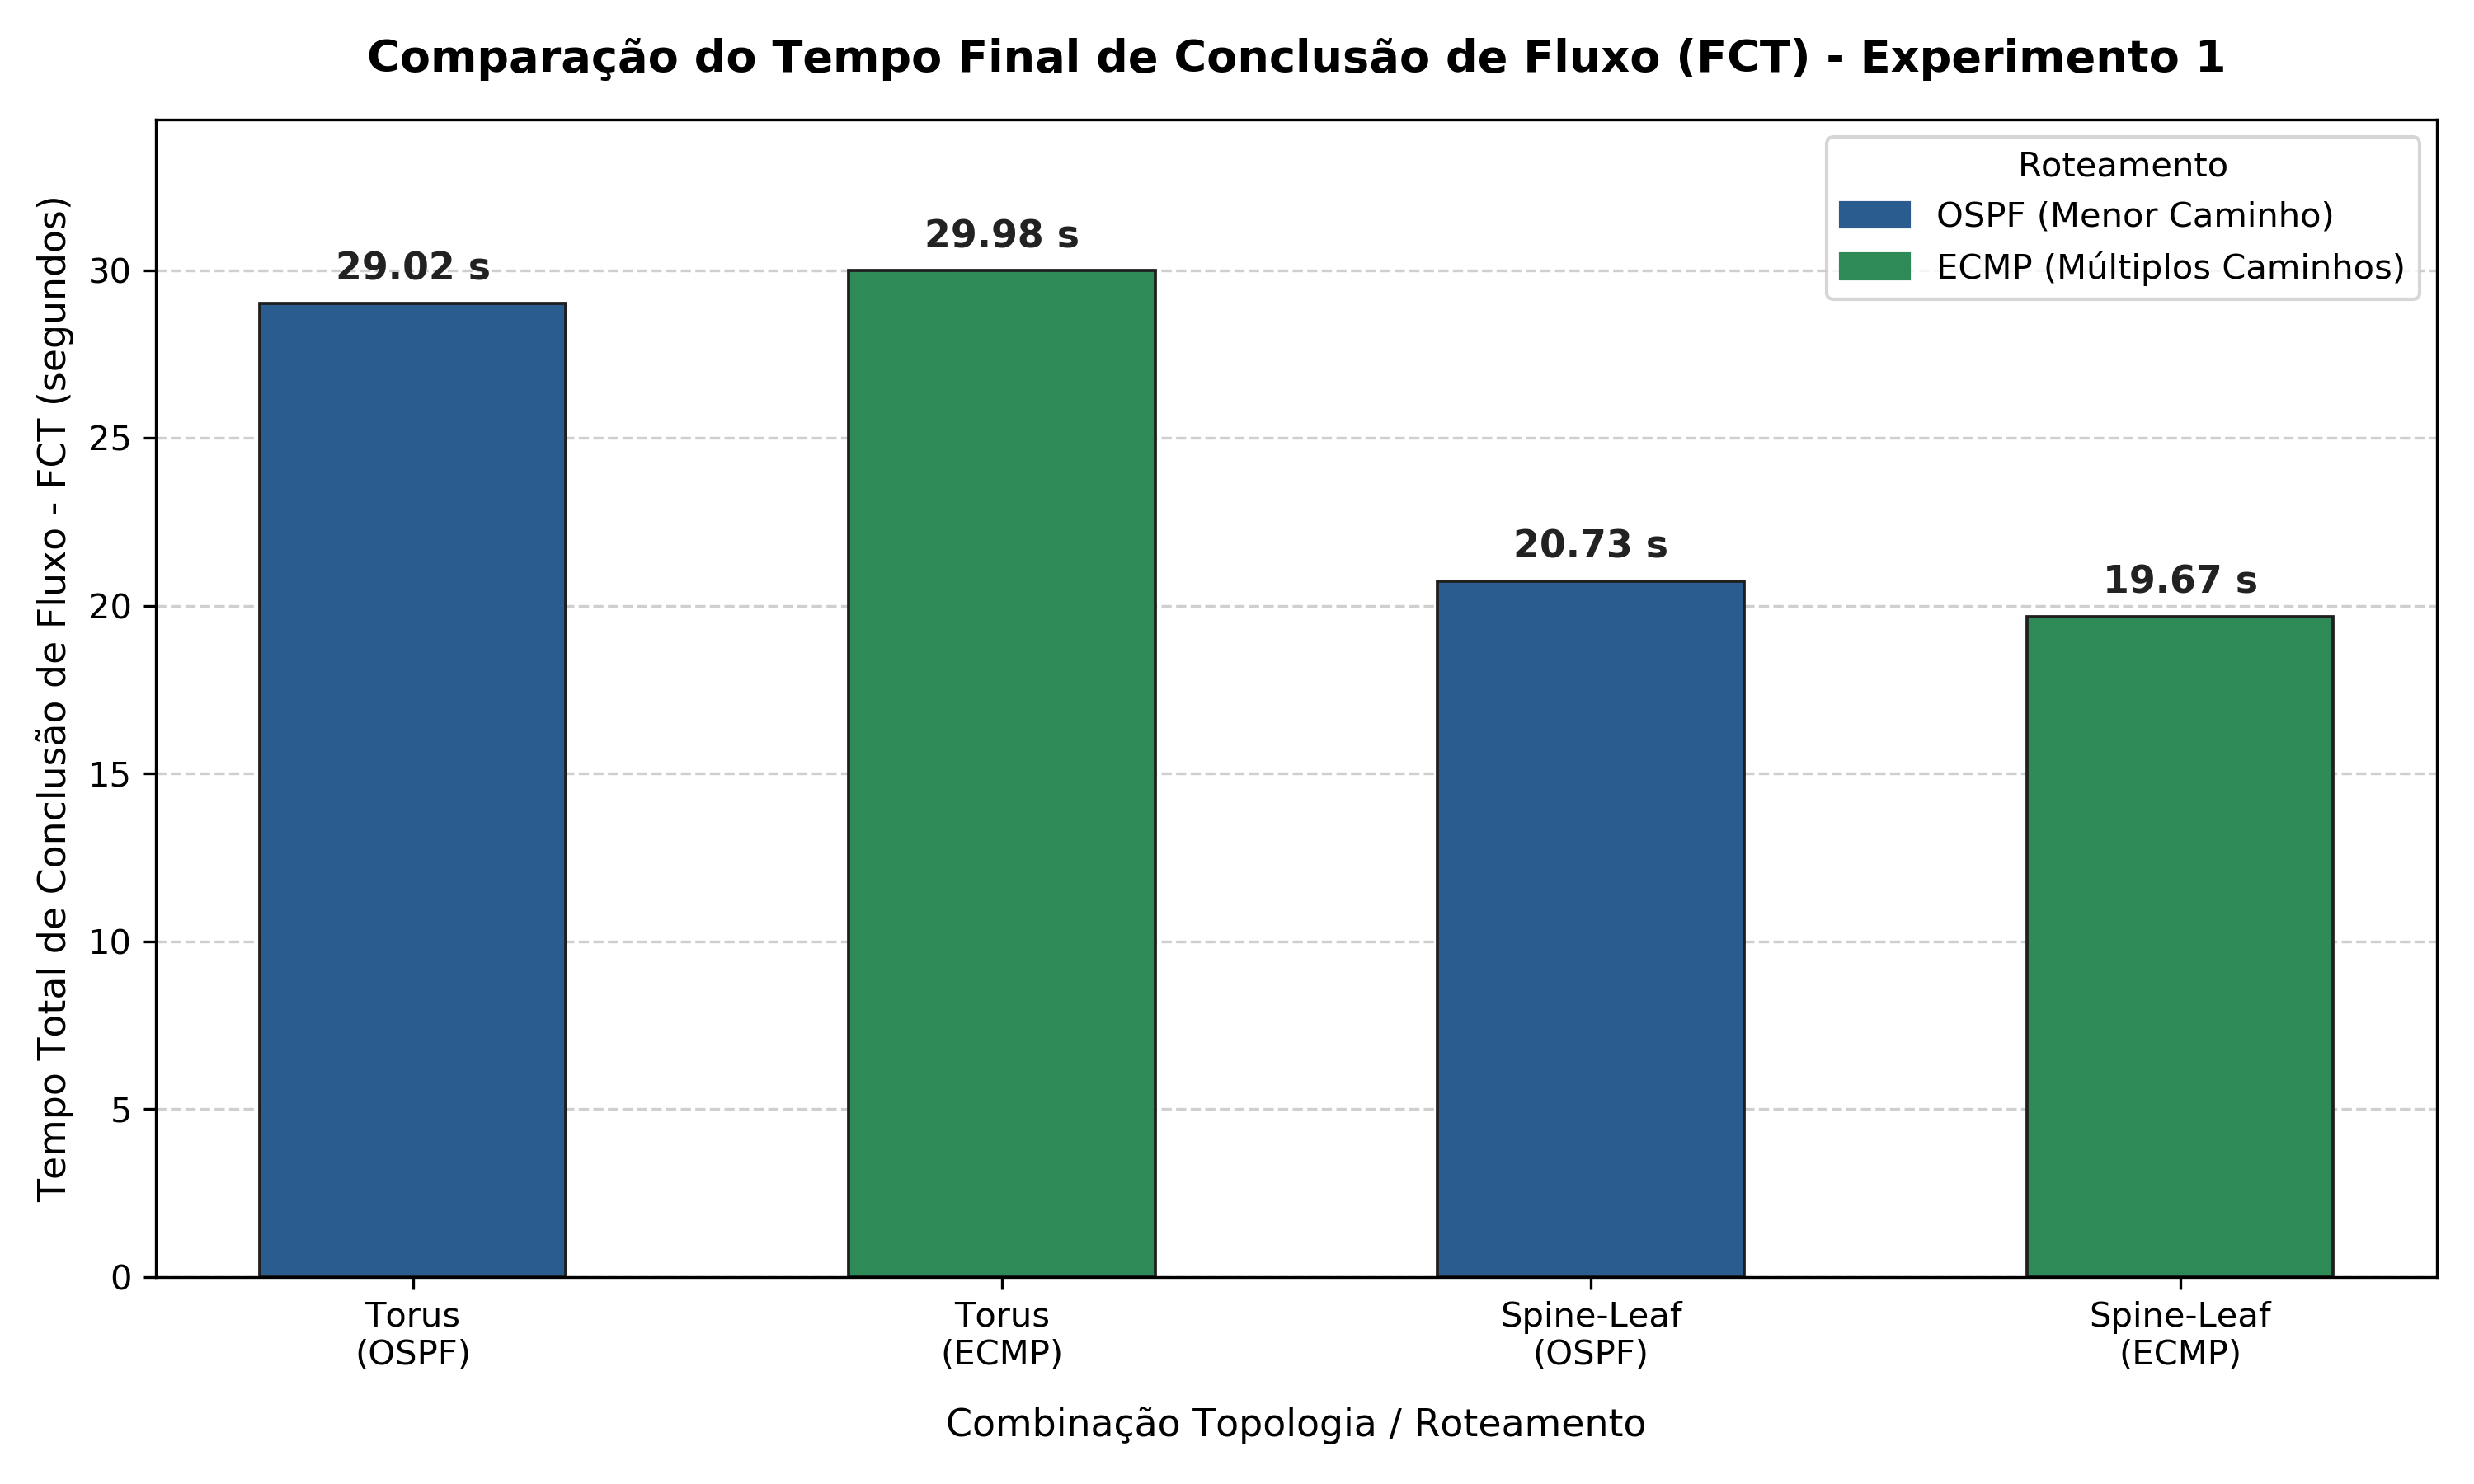 Comparação do Tempo Final de Conclusão de Fluxo (FCT) - Experimento 1
Roteamento
OSPF (Menor Caminho)
ECMP (Múltiplos Caminhos)
Tempo Total de Conclusão de Fluxo - FCT (segundos)
30
25
20
15
10
5
0
29.02 s
29.98 s
20.73 s
19.67 s
Torus
(OSPF)
Torus
(ECMP)
Spine-Leaf
(OSPF)
Spine-Leaf
(ECMP)
Combinação Topologia / Roteamento